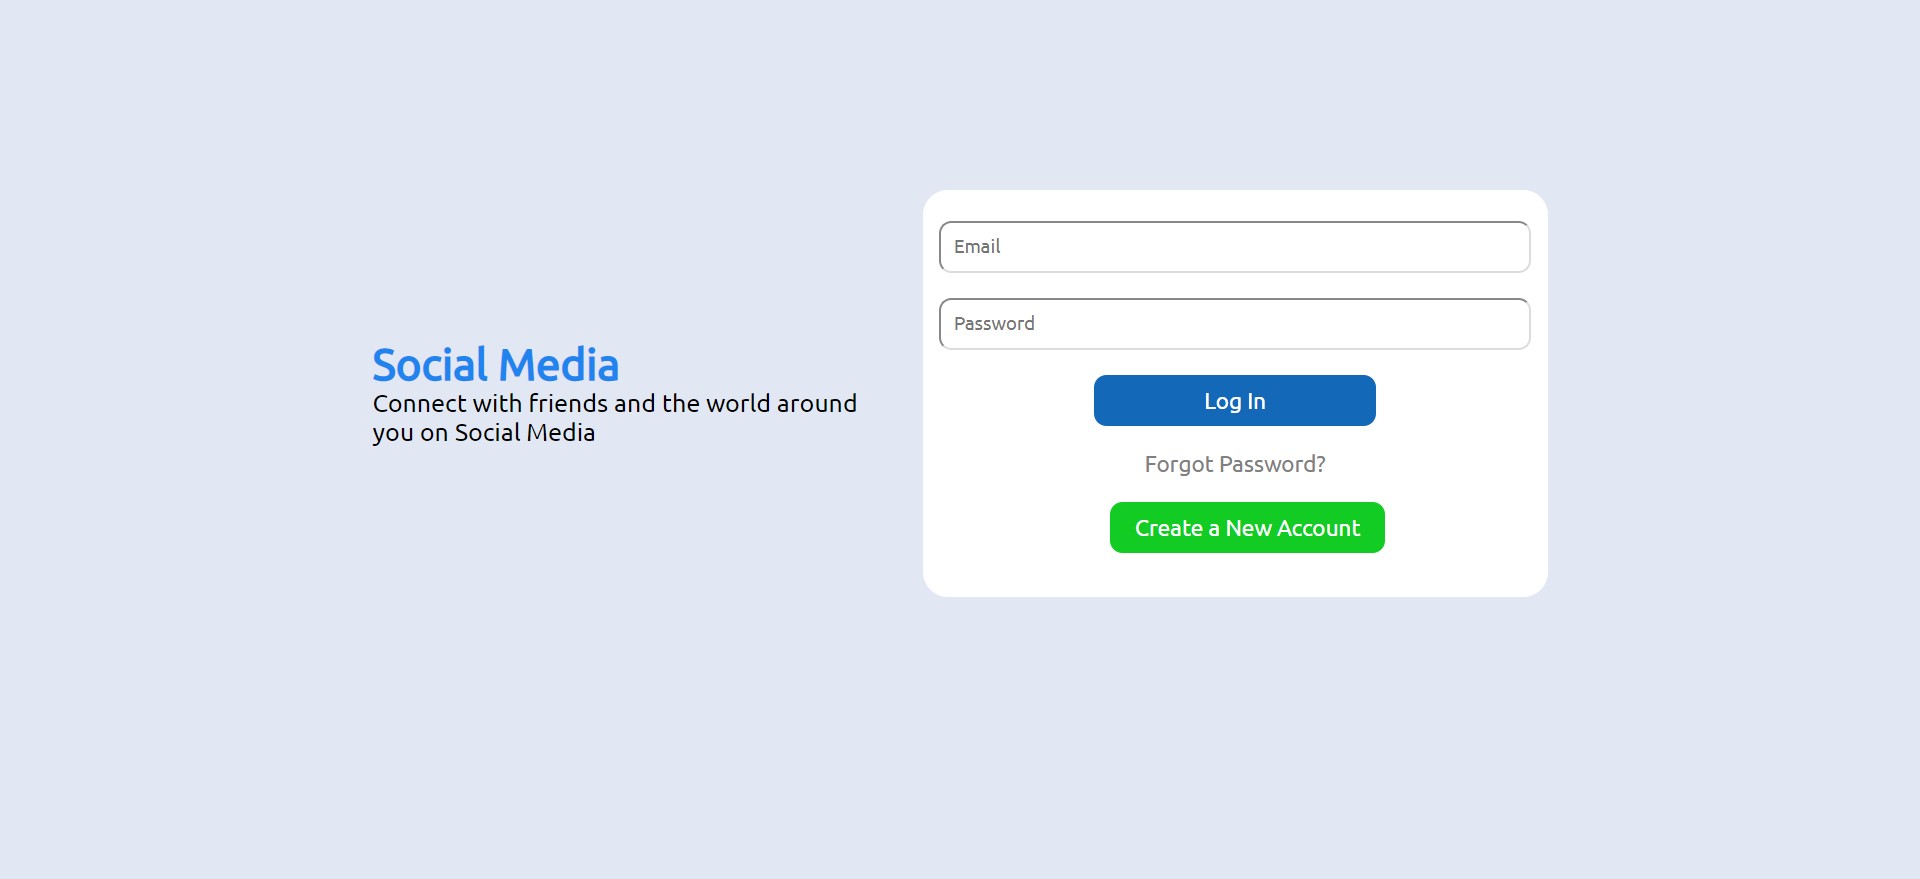 Social Media
Connect with friends and the world around
you on Social Media
Email
Password
Log In
Forgot Password?
Create a New Account